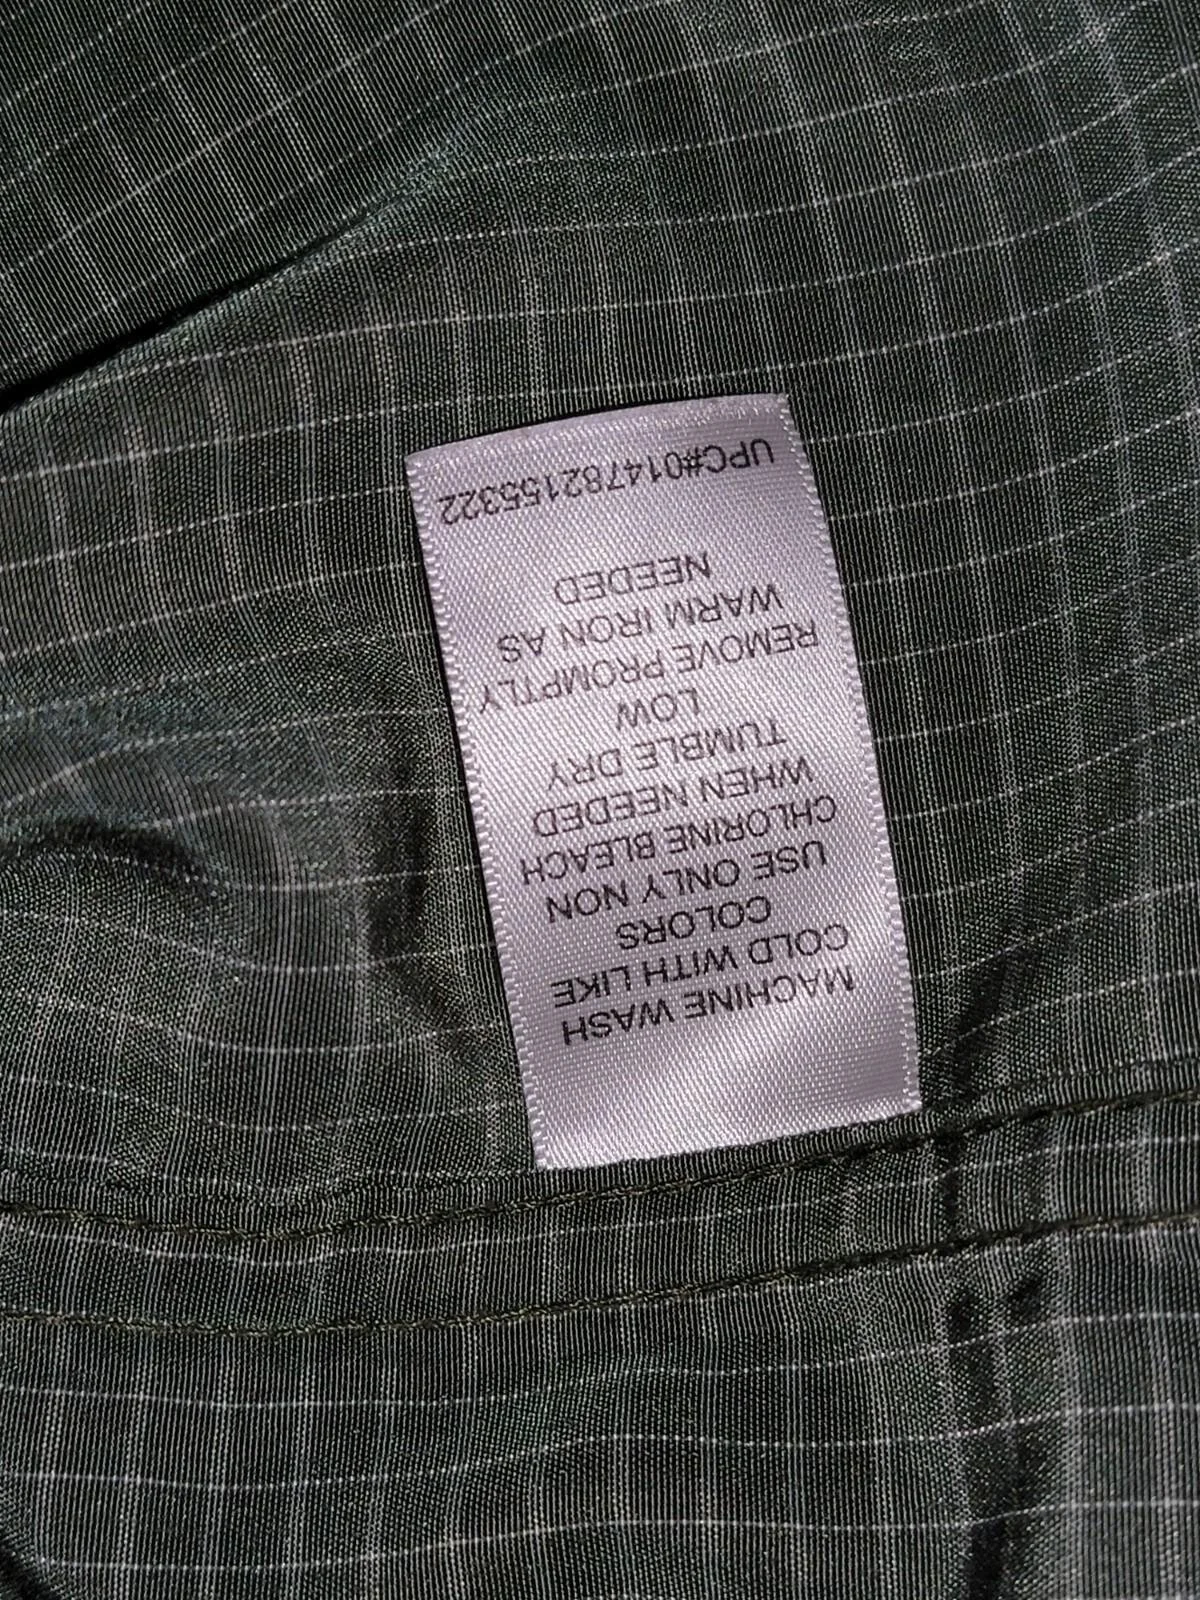 MACHINE WASH
COLD WITH LIKE
COLORS
USE ONLY NON
CHLORINE BLEACH
WHEN NEEDED
TUMBLE DRY
LOW
REMOVE PROMPTLY
WARM IRON AS
NEEDED
UPC#014782155322